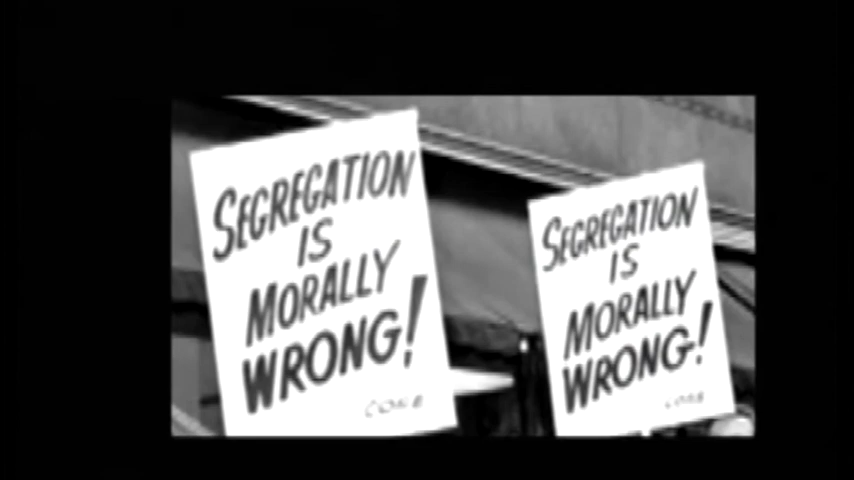 SEGREGATION
IS
MORALLY
WRONG!
SEGREGATION
IS
MORALLY
WRONG!